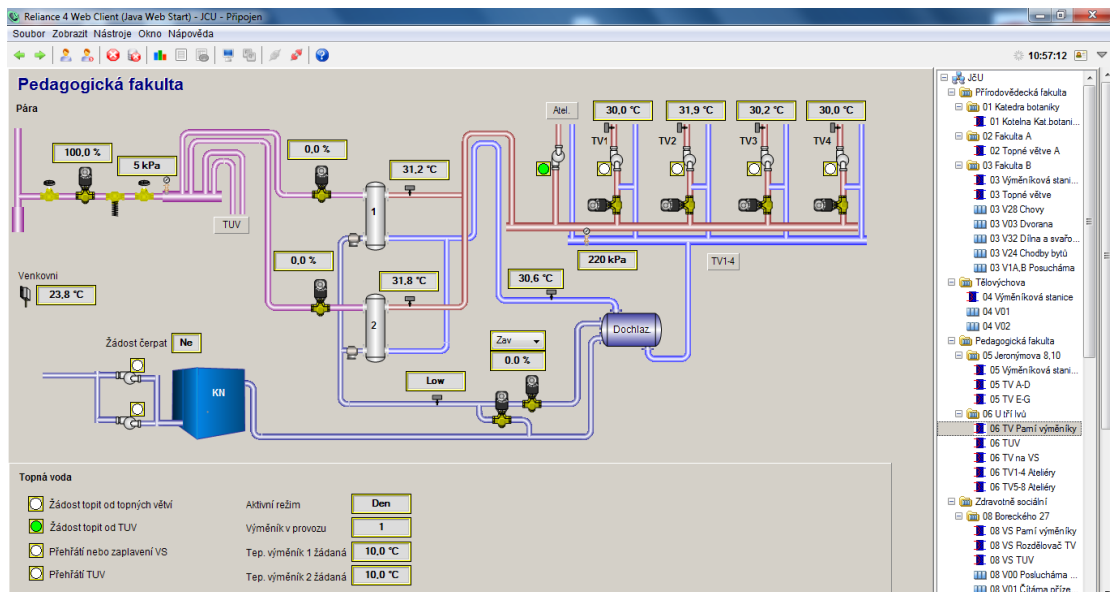 Reliance 4 Web Client (Java Web Start) - JCU - Připojen
Soubor Zobrazit Nástroje Okno Nápověda
10:57:12
Pedagogická fakulta
Pára
100,0 %
5 kPa
0,0 %
31,2 °C
Atel.
30,0 °C
31,9 °C
30,2 °C
30,0 °C
TV1
TV2
TV3
TV4
1
TUV
0,0 %
31,8 °C
30,6 °C
220 kPa
TV1-4
Venkovni
23,8 °C
2
Dochlaz.
Žádost čerpat
Ne
Zav
0.0 %
Low
KN
Topná voda
Žádost topit od topných větví
Aktivní režim
Den
Žádost topit od TUV
Výměník v provozu
1
Přehřátí nebo zaplavení VS
Tep. výměník 1 žádaná
10,0 °C
Přehřátí TUV
Tep. výměník 2 žádaná
10,0 °C
JčU
Přírodovědecká fakulta
01 Katedra botaniky
01 Kotelna Kat.botani...
02 Fakulta A
02 Topné větve A
03 Fakulta B
03 Výměníková stani...
03 Topné větve
03 V28 Chovy
03 V03 Dvorana
03 V32 Dílna a svařo...
03 V24 Chodby bytů
03 V1A,B Posucháma
Tělovýchova
04 Výměníková stanice
04 V01
04 V02
Pedagogická fakulta
05 Jeronýmova 8,10
05 Výměníková stani...
05 TV A-D
05 TV E-G
06 U tří lvů
06 TV Parní výměníky
06 TUV
06 TV na VS
06 TV1-4 Ateliéry
06 TV5-8 Ateliéry
Zdravotně sociální
08 Boreckého 27
08 VS Parní výměníky
08 VS Rozdělovač TV
08 VS TUV
08 V00 Poslucháma ...
08 V01 Čítáma příze...